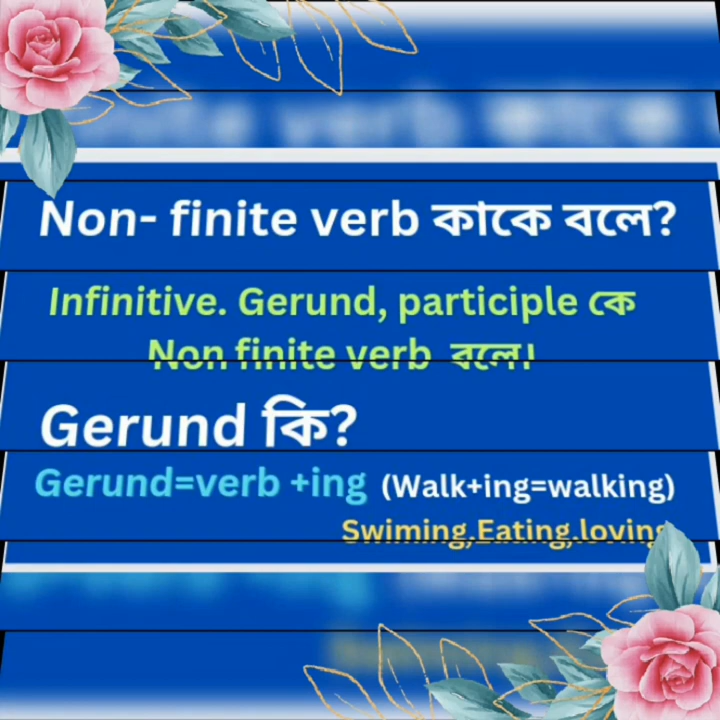 Non- finite verb কাকে বলে?
Infinitive. Gerund, participle কে
Non finite verb বলে।
Gerund কি?
Gerund=verb +ing (Walk+ing=walking)
Swiming,Eating,loving